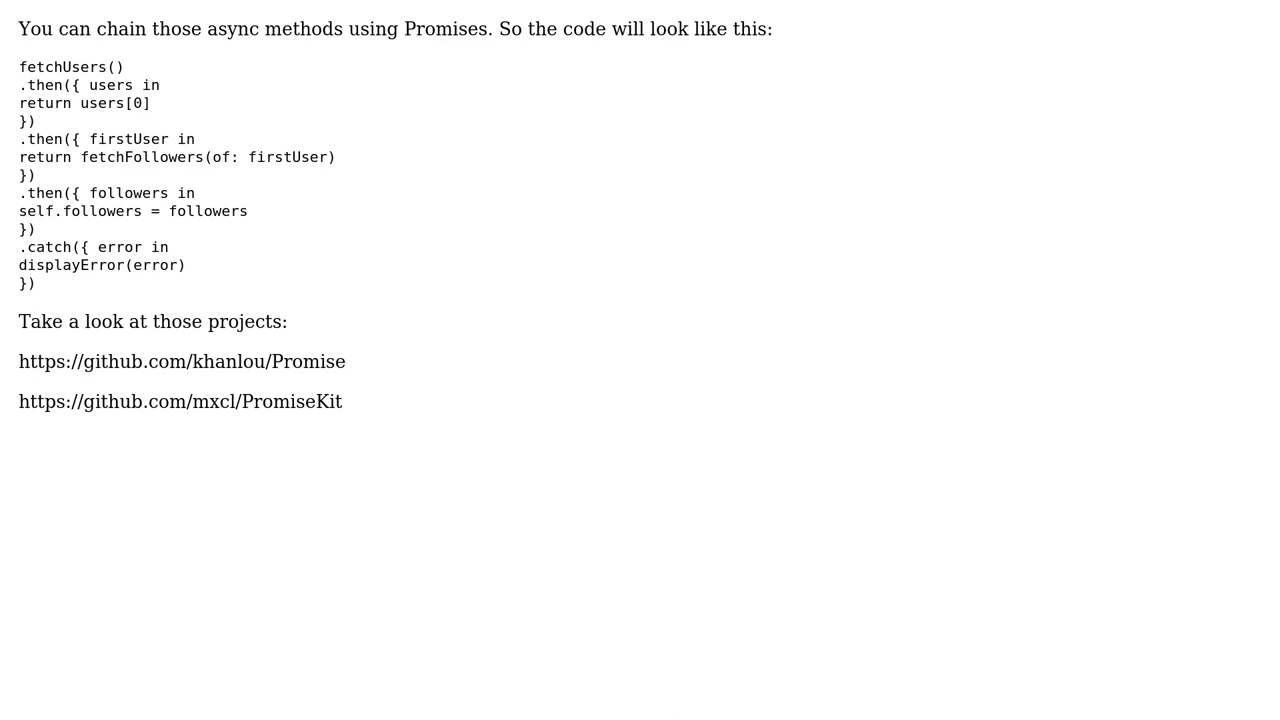 You can chain those async methods using Promises. So the code will look like this:
fetchUsers()
.then({ users in
return users[0]
})
.then({ firstUser in
return fetchFollowers(of: firstUser)
})
.then({ followers in
self.followers = followers
})
.catch({ error in
displayError(error)
})
Take a look at those projects:
https://github.com/khanlou/Promise
https://github.com/mxcl/PromiseKit